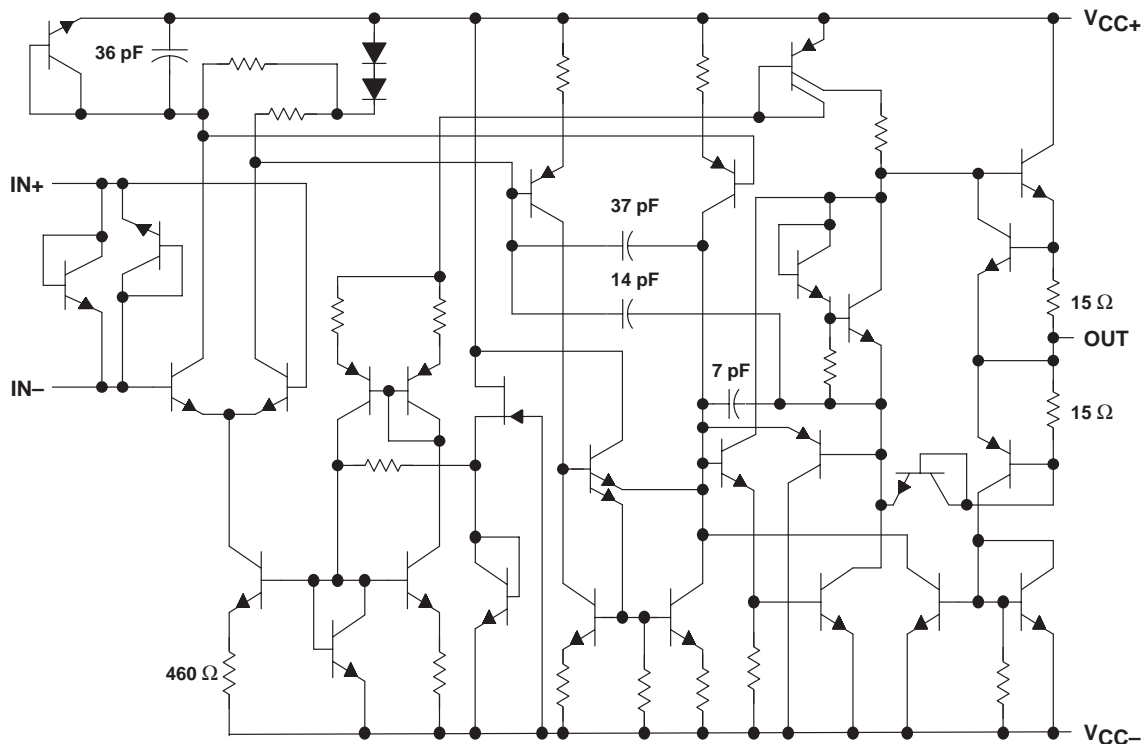 VCC+
36 pF
IN+
37 pF
14 pF
15 Ω
OUT
IN–
7 pF
15 Ω
460 Ω
VCC–